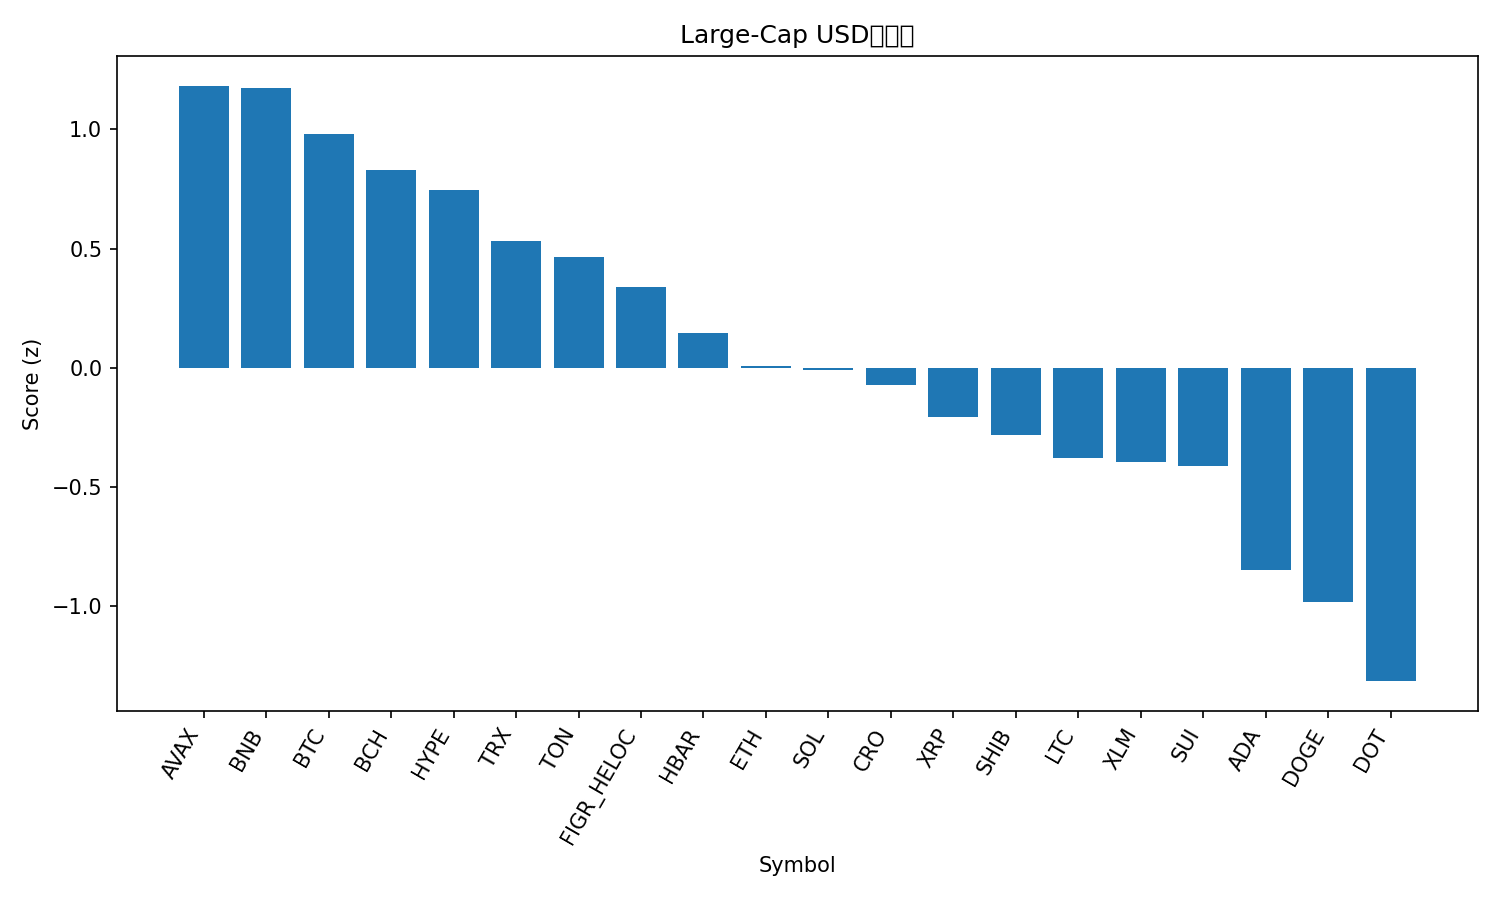 Large-Cap USD
Score (z)
1.0
0.5
0.0
−0.5
−1.0
AVAX
BNB
BTC
BCH
HYPE
TRX
TON
FIGR_HELOC
HBAR
ETH
SOL
CRO
XRP
SHIB
LTC
XLM
SUI
ADA
DOGE
DOT
Symbol